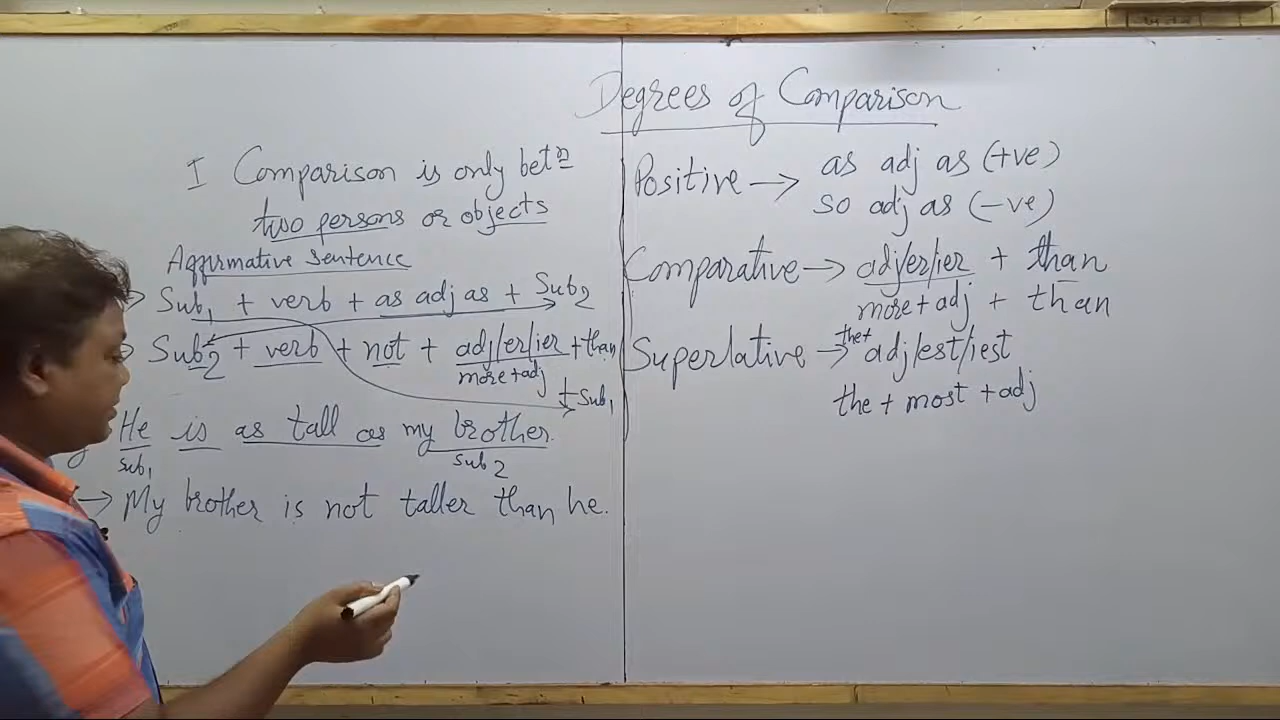 Degrees of Comparison
I Comparison is only betⁿ
two persons or objects
Affirmative sentence
→ Sub₁ + verb + as adj as + Sub₂
→ Sub₂ + verb + not + adj/er/ier + than
more+adj + Sub₁
He is as tall as my brother.
sub₁ sub₂
→ My brother is not taller than he.
Positive → as adj as (+ve)
so adj as (-ve)
Comparative → adj/er/ier + than
more + adj + than
Superlative → the+ adj/est/iest
the + most + adj